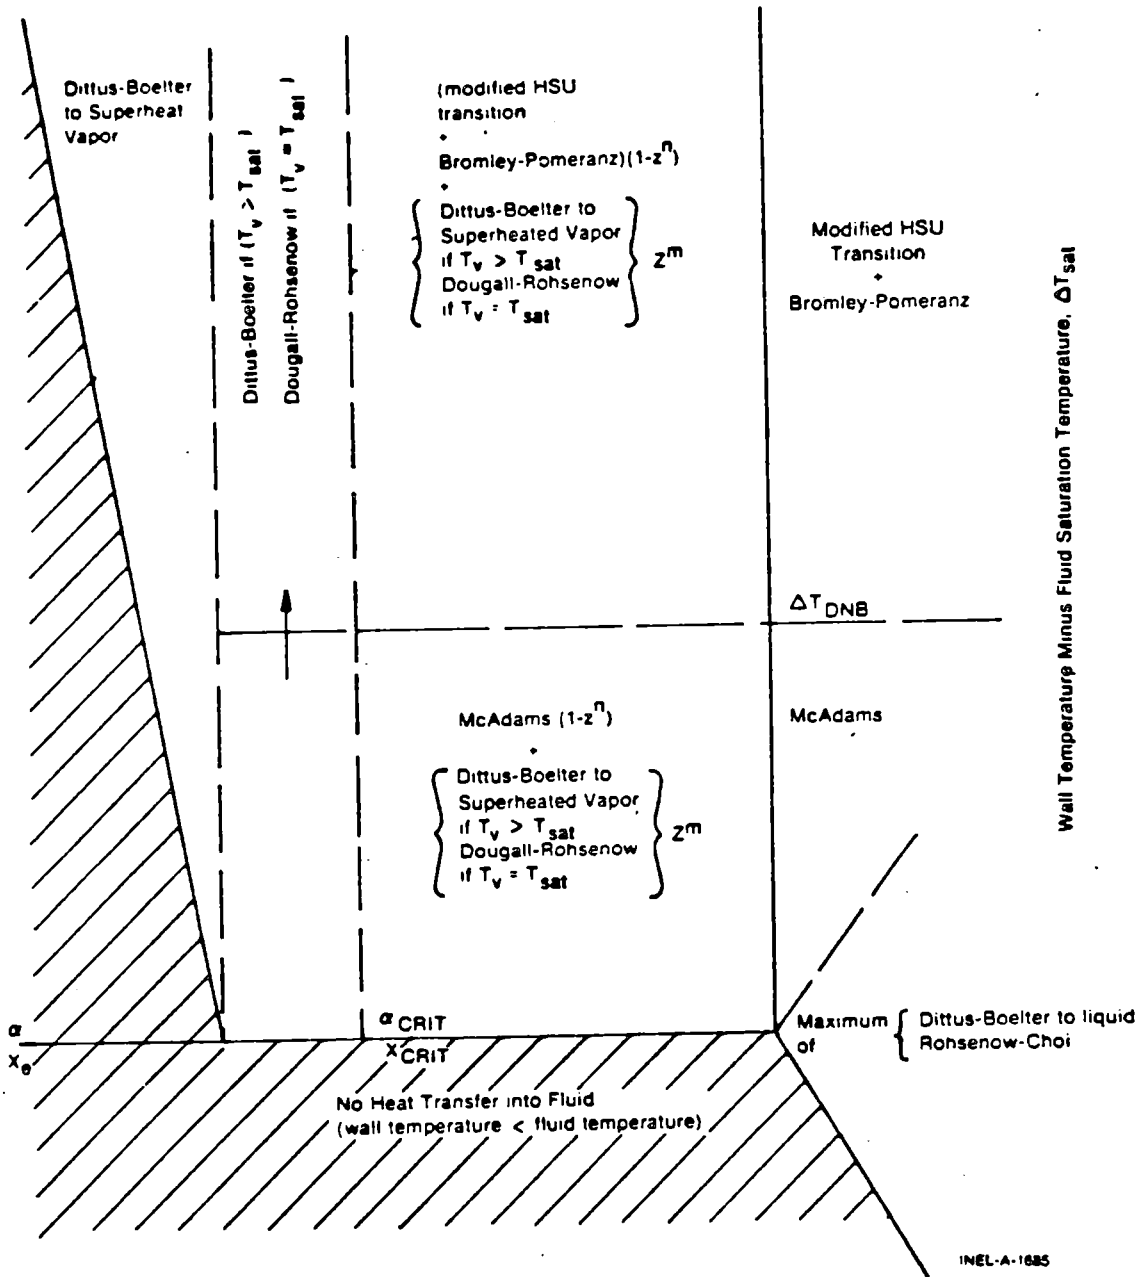 Dittus-Boelter
to Superheat
Vapor
Dittus-Boelter if (T_v > T_sat)
Dougall-Rohsenow if (T_v = T_sat)
(modified HSU
transition
+
Bromley-Pomeranz)(1-z^n)
+
{ Dittus-Boelter to
Superheated Vapor
if T_v > T_sat
Dougall-Rohsenow
if T_v = T_sat } Z^m
Modified HSU
Transition
+
Bromley-Pomeranz
Wall Temperature Minus Fluid Saturation Temperature, ΔT_sat
ΔT_DNB
McAdams (1-z^n)
+
{ Dittus-Boelter to
Superheated Vapor
if T_v > T_sat
Dougall-Rohsenow
if T_v = T_sat } Z^m
McAdams
α
X_e
α_CRIT
X_CRIT
Maximum of { Dittus-Boelter to liquid
Rohsenow-Choi
No Heat Transfer into Fluid
(wall temperature < fluid temperature)
INEL-A-1685